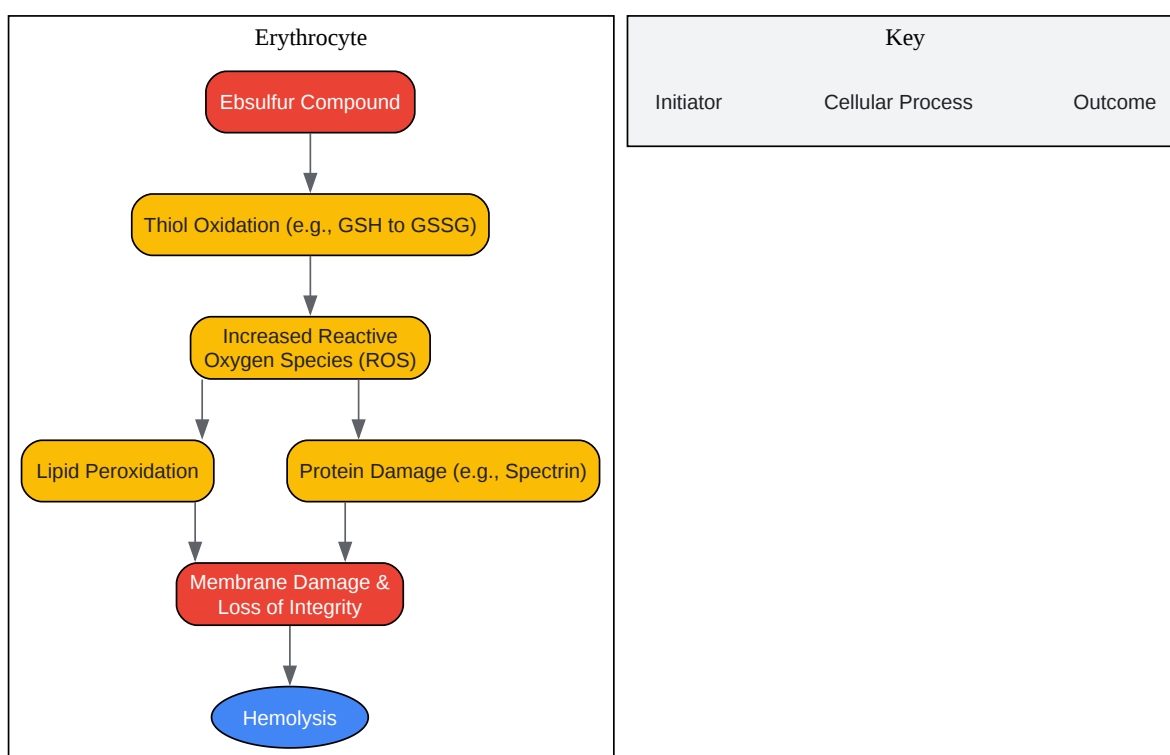 Erythrocyte
Ebsulfur Compound
Thiol Oxidation (e.g., GSH to GSSG)
Increased Reactive
Oxygen Species (ROS)
Lipid Peroxidation
Protein Damage (e.g., Spectrin)
Membrane Damage &
Loss of Integrity
Hemolysis
Key
Initiator
Cellular Process
Outcome